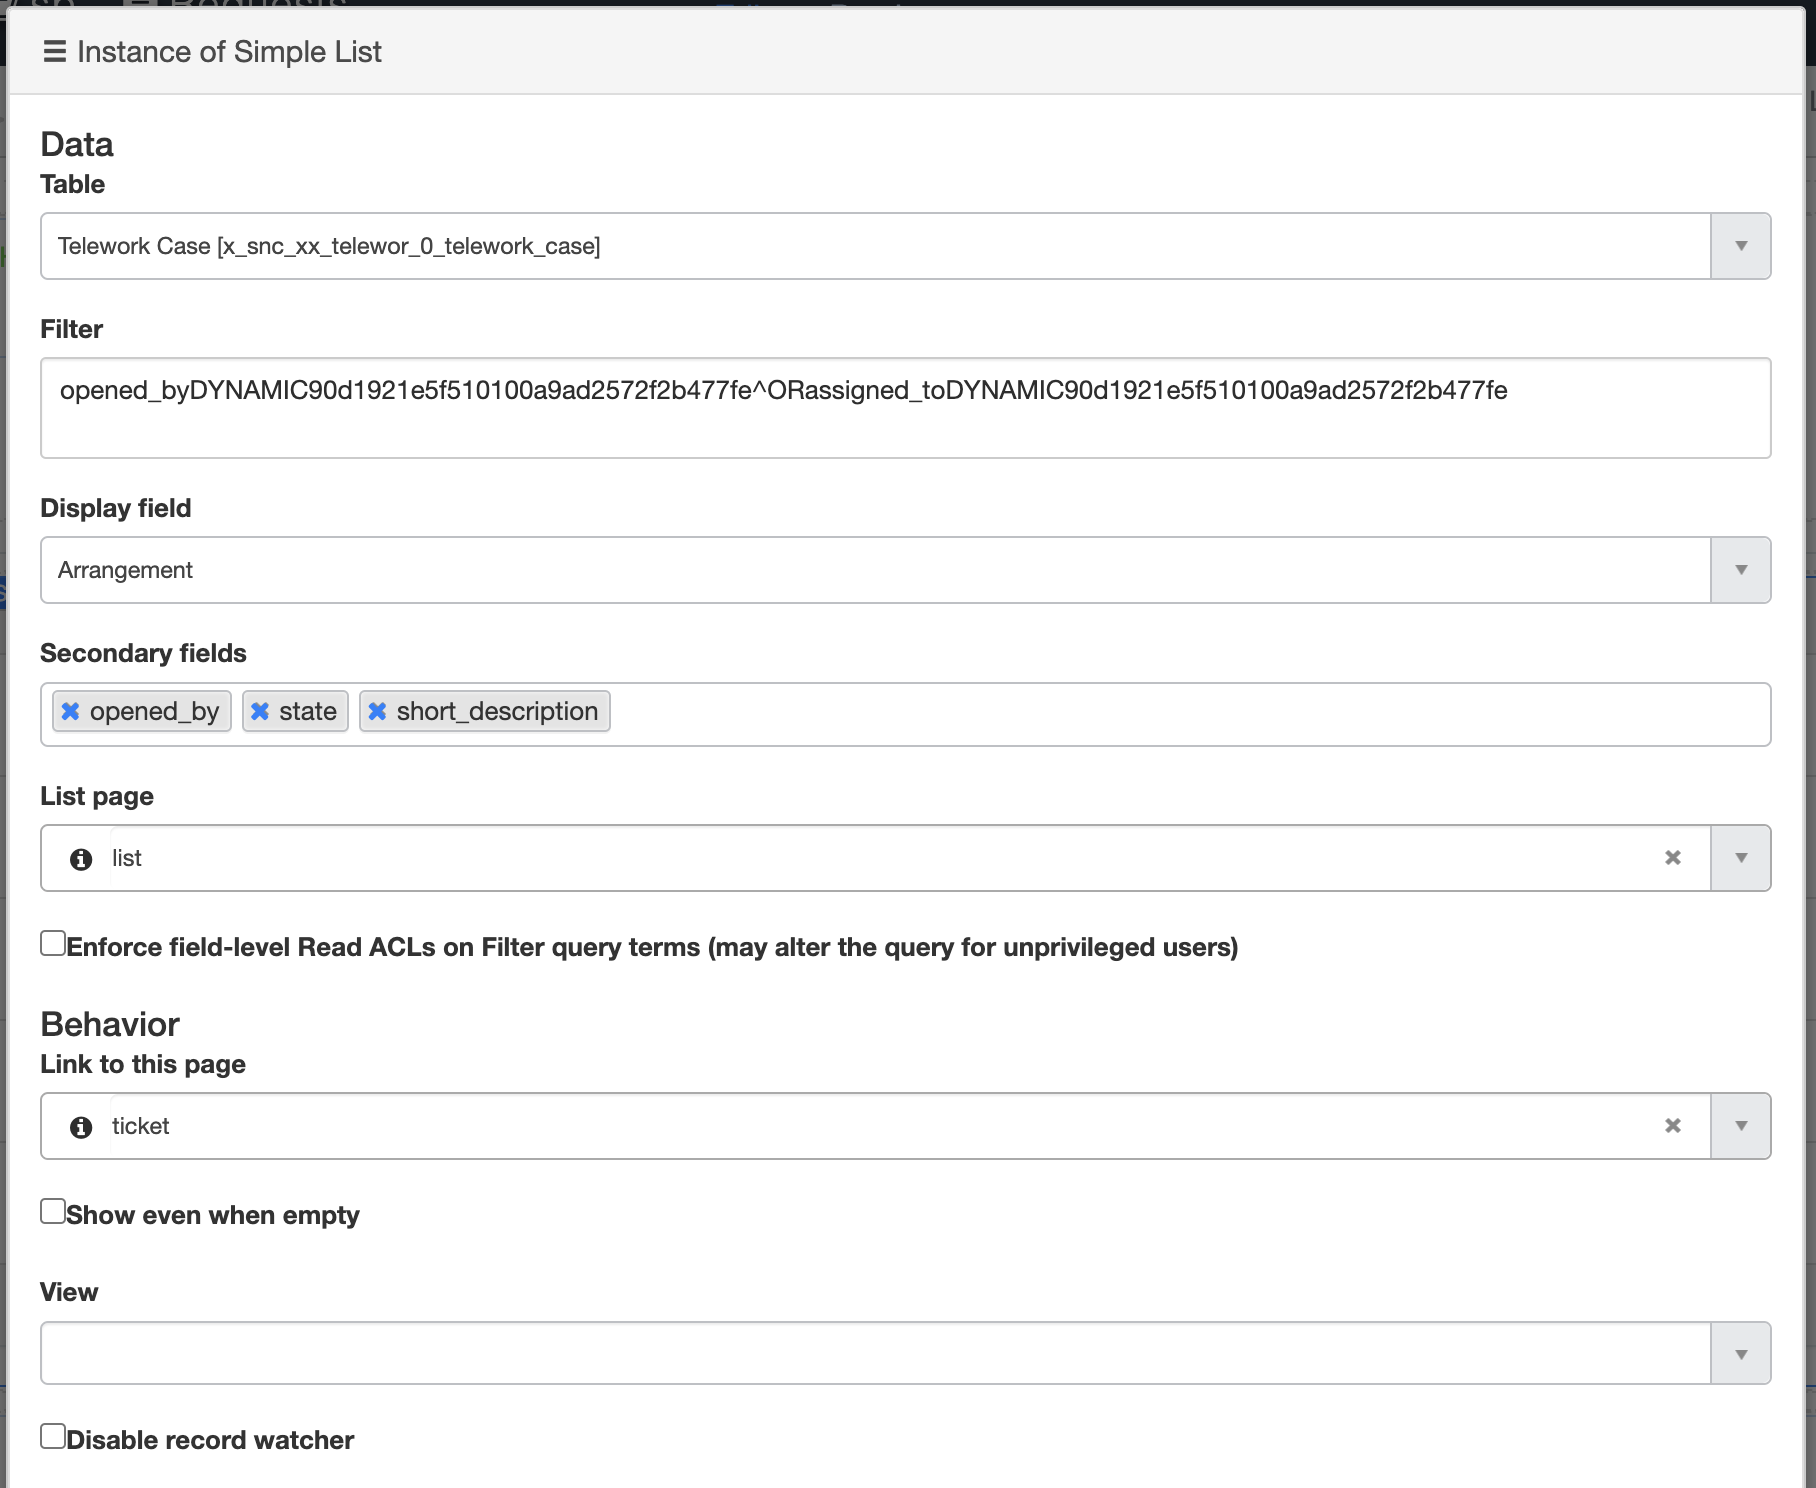 Instance of Simple List
Data
Table
Telework Case [x_snc_xx_telewor_0_telework_case]
Filter
opened_byDYNAMIC90d1921e5f510100a9ad2572f2b477fe^ORassigned_toDYNAMIC90d1921e5f510100a9ad2572f2b477fe
Display field
Arrangement
Secondary fields
opened_by state short_description
List page
list
Enforce field-level Read ACLs on Filter query terms (may alter the query for unprivileged users)
Behavior
Link to this page
ticket
Show even when empty
View
Disable record watcher